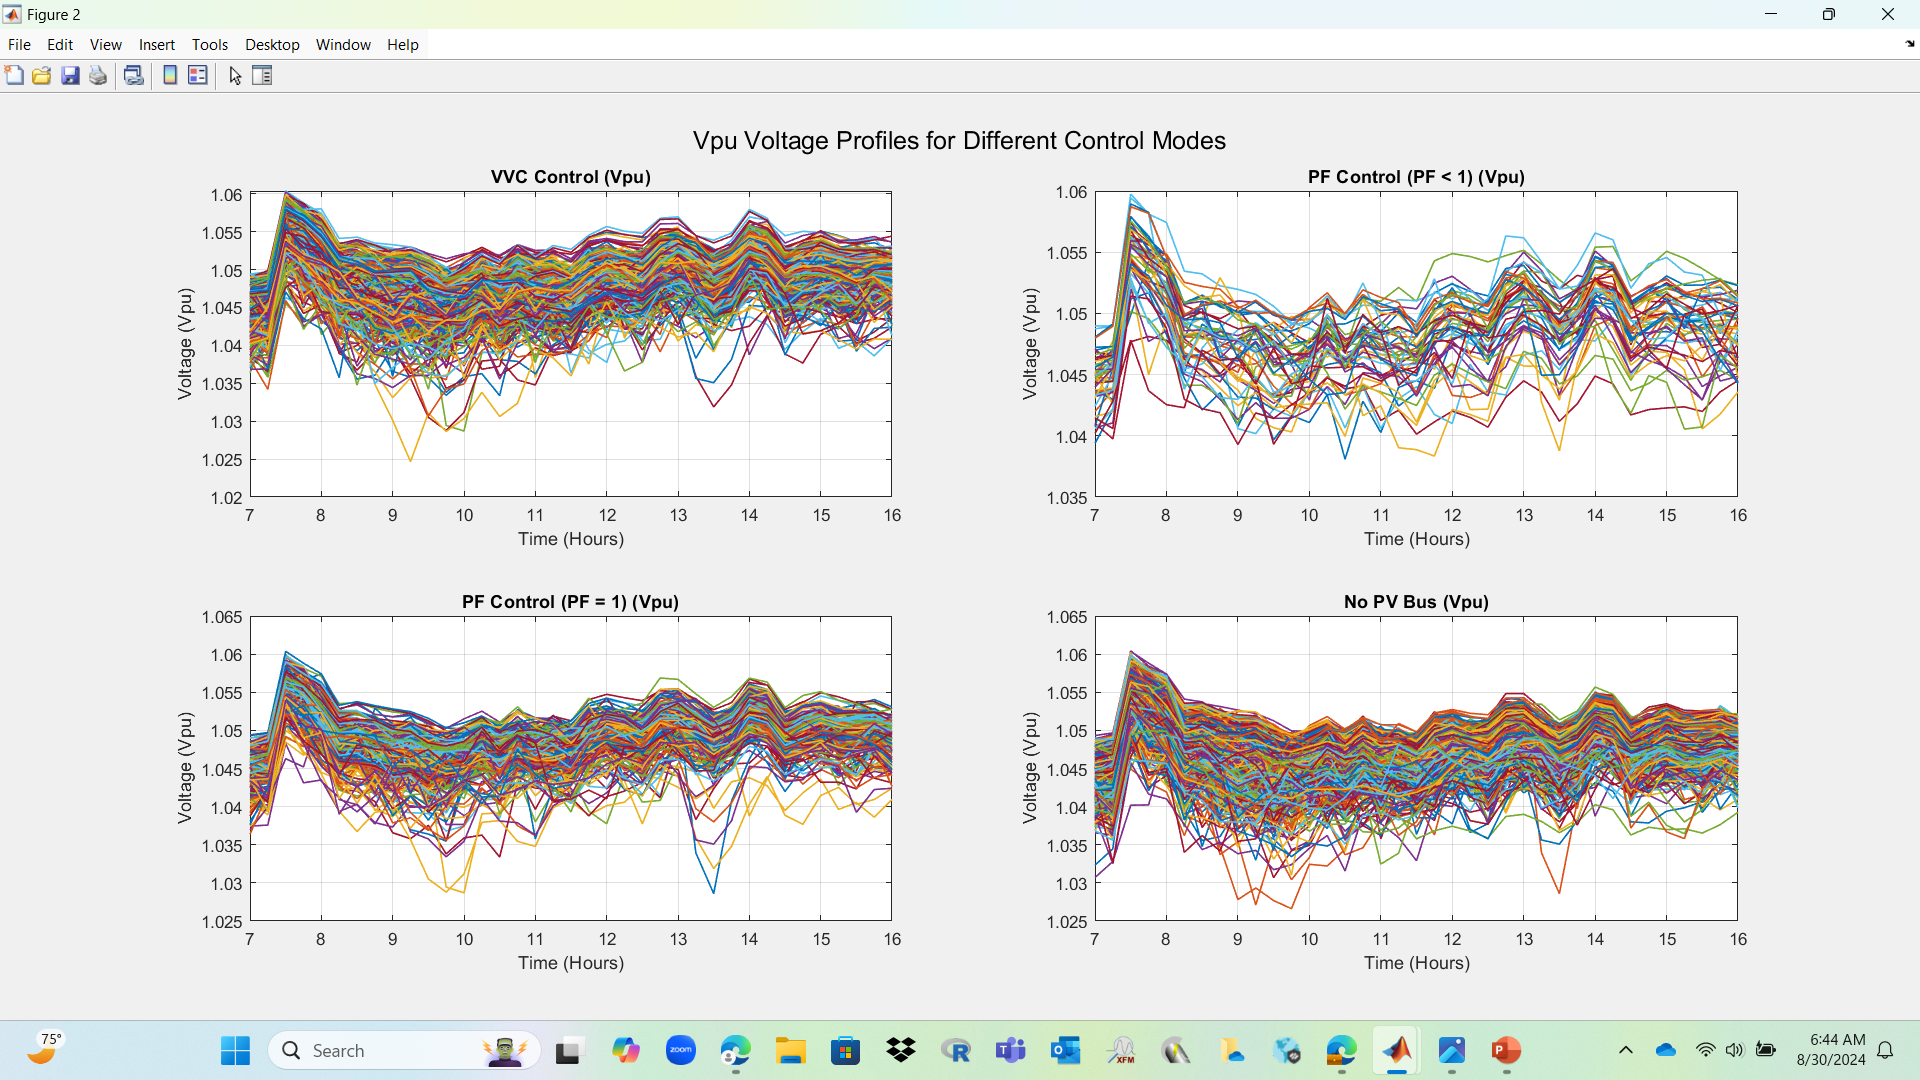 Figure 2
File Edit View Insert Tools Desktop Window Help
Vpu Voltage Profiles for Different Control Modes
VVC Control (Vpu)
1.06
1.055
1.05
1.045
1.04
1.035
1.03
1.025
1.02
Voltage (Vpu)
7 8 9 10 11 12 13 14 15 16
Time (Hours)
PF Control (PF < 1) (Vpu)
1.06
1.055
1.05
1.045
1.04
1.035
Voltage (Vpu)
7 8 9 10 11 12 13 14 15 16
Time (Hours)
PF Control (PF = 1) (Vpu)
1.065
1.06
1.055
1.05
1.045
1.04
1.035
1.03
1.025
Voltage (Vpu)
7 8 9 10 11 12 13 14 15 16
Time (Hours)
No PV Bus (Vpu)
1.065
1.06
1.055
1.05
1.045
1.04
1.035
1.03
1.025
Voltage (Vpu)
7 8 9 10 11 12 13 14 15 16
Time (Hours)
75°
Search
zoom
R
XFM
P
6:44 AM
8/30/2024